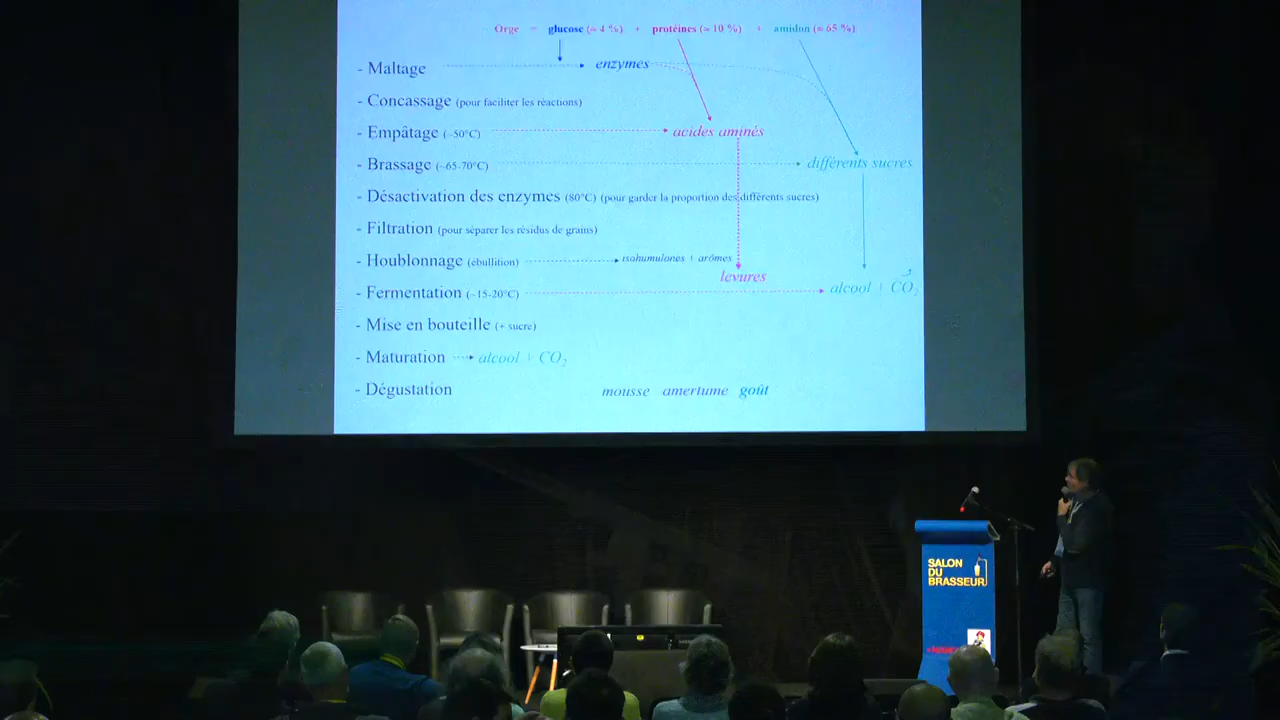 Orge = glucose (≈ 4 %) + protéines (≈ 10 %) + amidon (≈ 65 %)
- Maltage enzymes
- Concassage (pour faciliter les réactions)
- Empâtage (~50°C) acides aminés
- Brassage (~65-70°C) différents sucres
- Désactivation des enzymes (80°C) (pour garder la proportion des différents sucres)
- Filtration (pour séparer les résidus de grains)
- Houblonnage (ébullition) isohumulones + arômes
levures
- Fermentation (~15-20°C) alcool + CO2
- Mise en bouteille (+ sucre)
- Maturation alcool + CO2
- Dégustation mousse amertume goût
SALON
DU
BRASSEUR